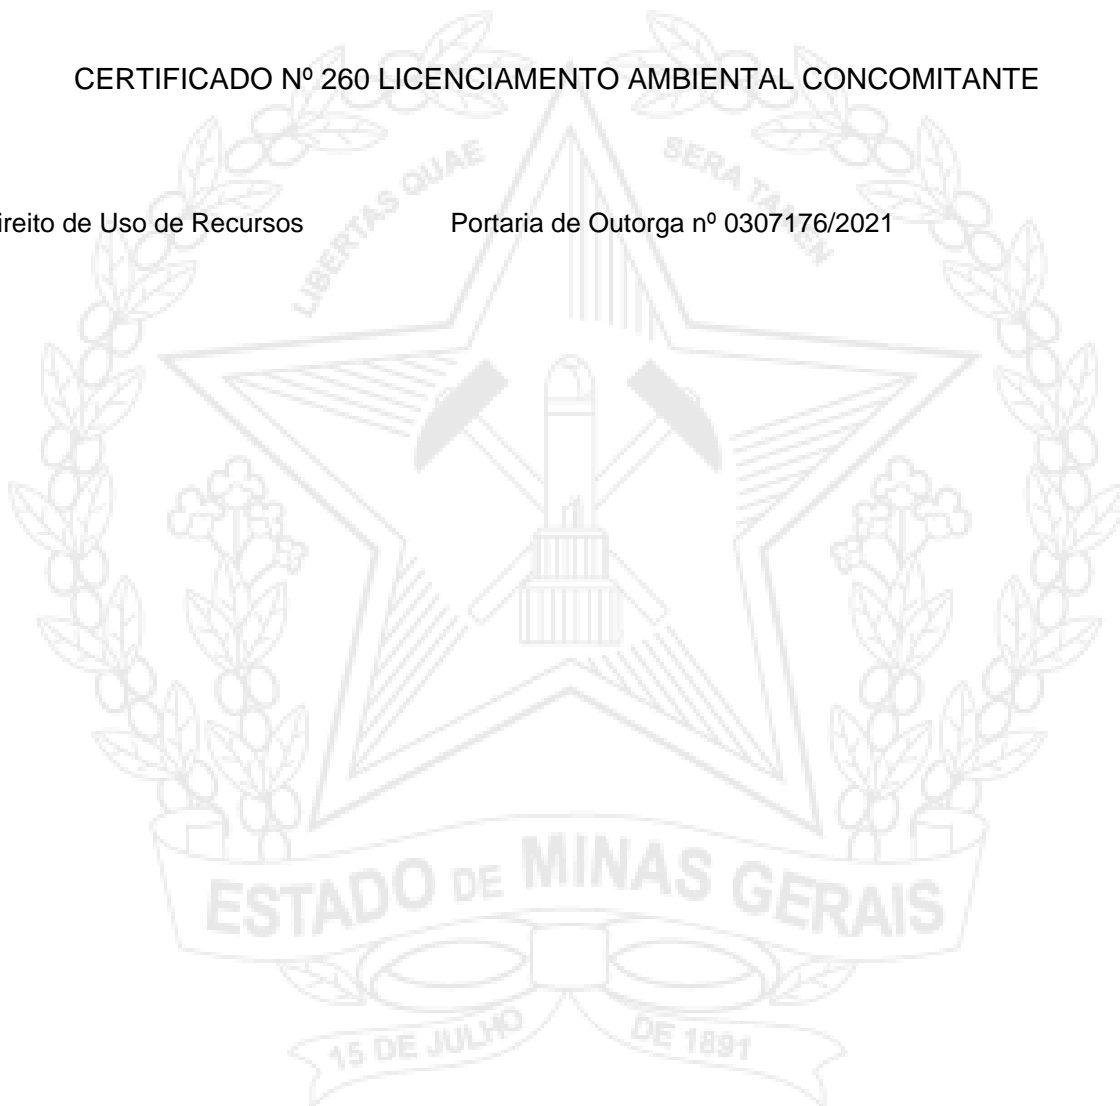 CERTIFICADO Nº 260 LICENCIAMENTO AMBIENTAL CONCOMITANTE
LIBERTAS QUAE SERA TAMEN
ireito de Uso de Recursos Portaria de Outorga nº 0307176/2021
ESTADO DE MINAS GERAIS
15 DE JULHO DE 1891